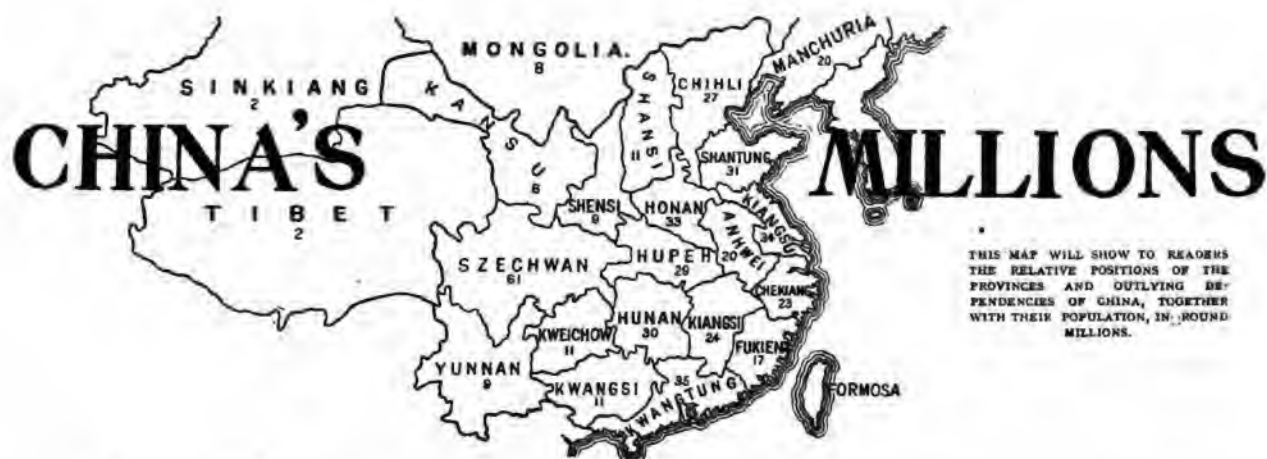 MONGOLIA.
8
MANCHURIA
20
SINKIANG
2
KANSU
6
SHANSI
11
CHIHLI
27
CHINA'S MILLIONS
SHANTUNG
31
TIBET
2
SHENSI
9
HONAN
33
KIANGSU
34
ANHWEI
20
SZECHWAN
61
HUPEH
29
CHEKIANG
23
THIS MAP WILL SHOW TO READERS
THE RELATIVE POSITIONS OF THE
PROVINCES AND OUTLYING DE-
PENDENCIES OF CHINA, TOGETHER
WITH THEIR POPULATION, IN ROUND
MILLIONS.
HUNAN
30
KIANGSI
24
KWEICHOW
11
FUKIEN
17
YUNNAN
9
KWANGSI
11
KWANGTUNG
35
FORMOSA